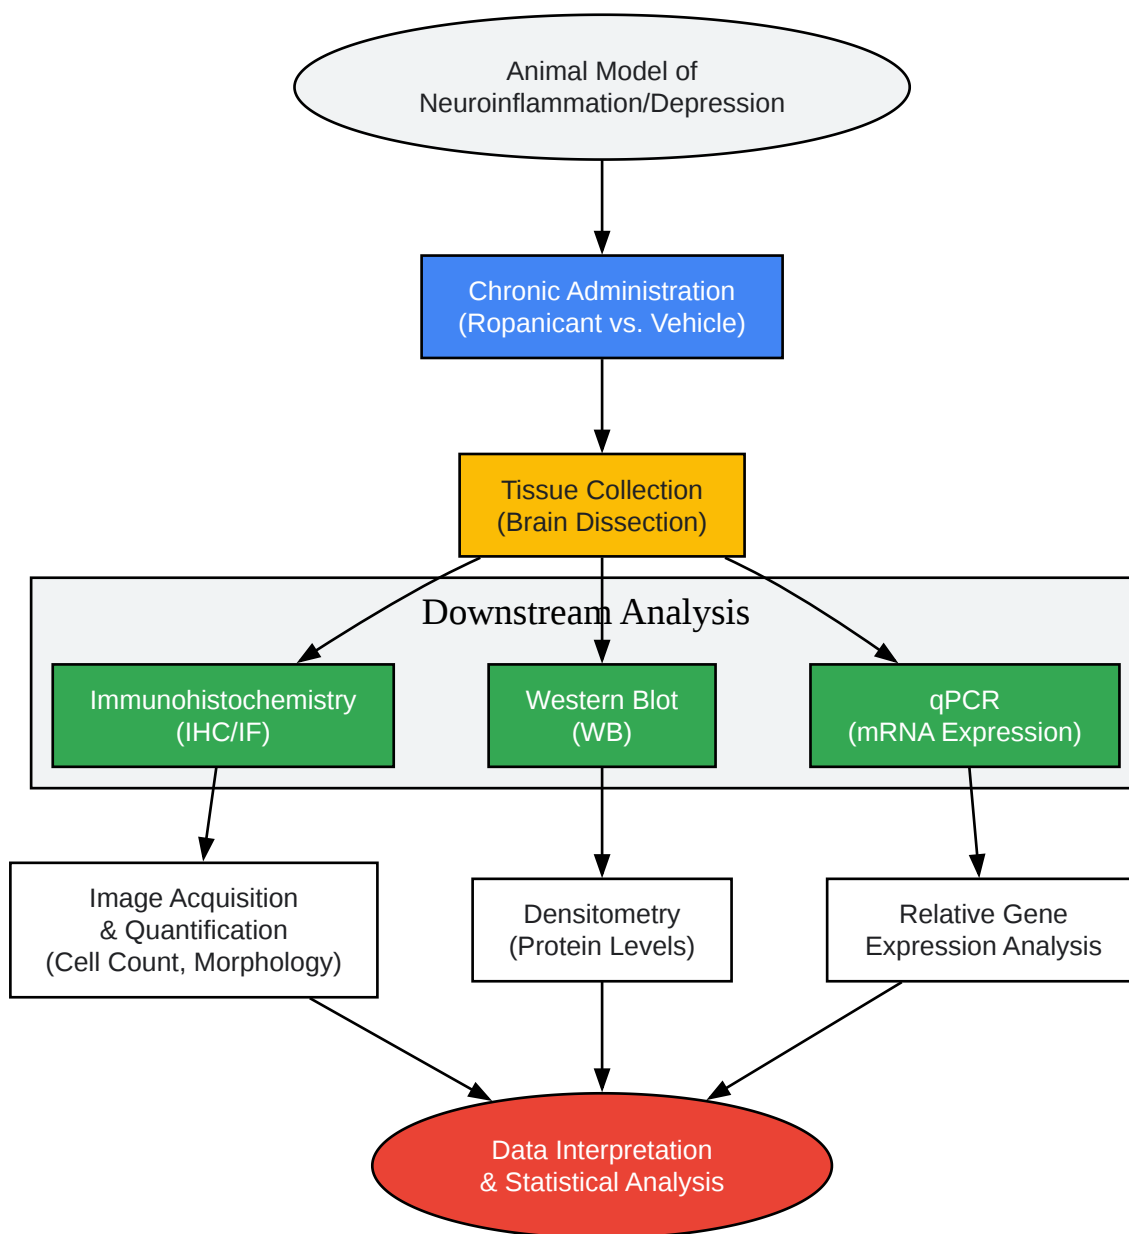 Animal Model of
Neuroinflammation/Depression
Chronic Administration
(Ropanicant vs. Vehicle)
Tissue Collection
(Brain Dissection)
Downstream Analysis
Immunohistochemistry
(IHC/IF)
Western Blot
(WB)
qPCR
(mRNA Expression)
Image Acquisition
& Quantification
(Cell Count, Morphology)
Densitometry
(Protein Levels)
Relative Gene
Expression Analysis
Data Interpretation
& Statistical Analysis